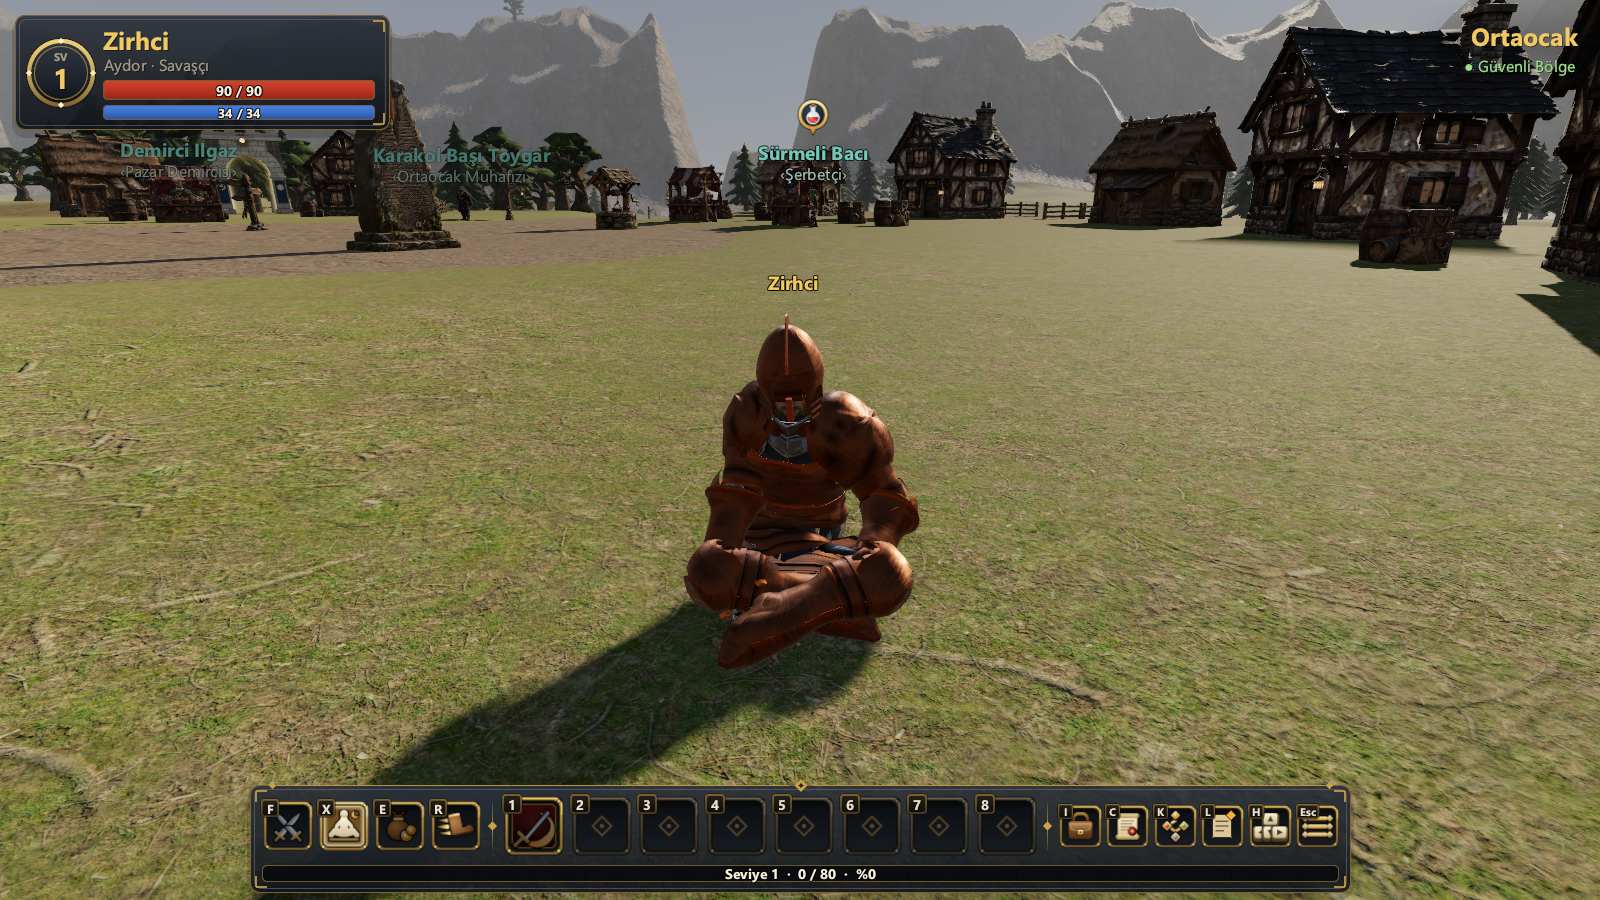 SV
1
Zirhci
Aydor · Savaşçı
90 / 90
34 / 34
Ortaocak
Güvenli Bölge
Demirci Ilgaz
‹Pazar Demircisi›
Karakol Başı Toygar
‹Ortaocak Muhafızı›
Sürmeli Bacı
‹Şerbetçi›
Zirhci
F X E R 1 2 3 4 5 6 7 8 I C K L H Esc
Seviye 1 · 0 / 80 · %0